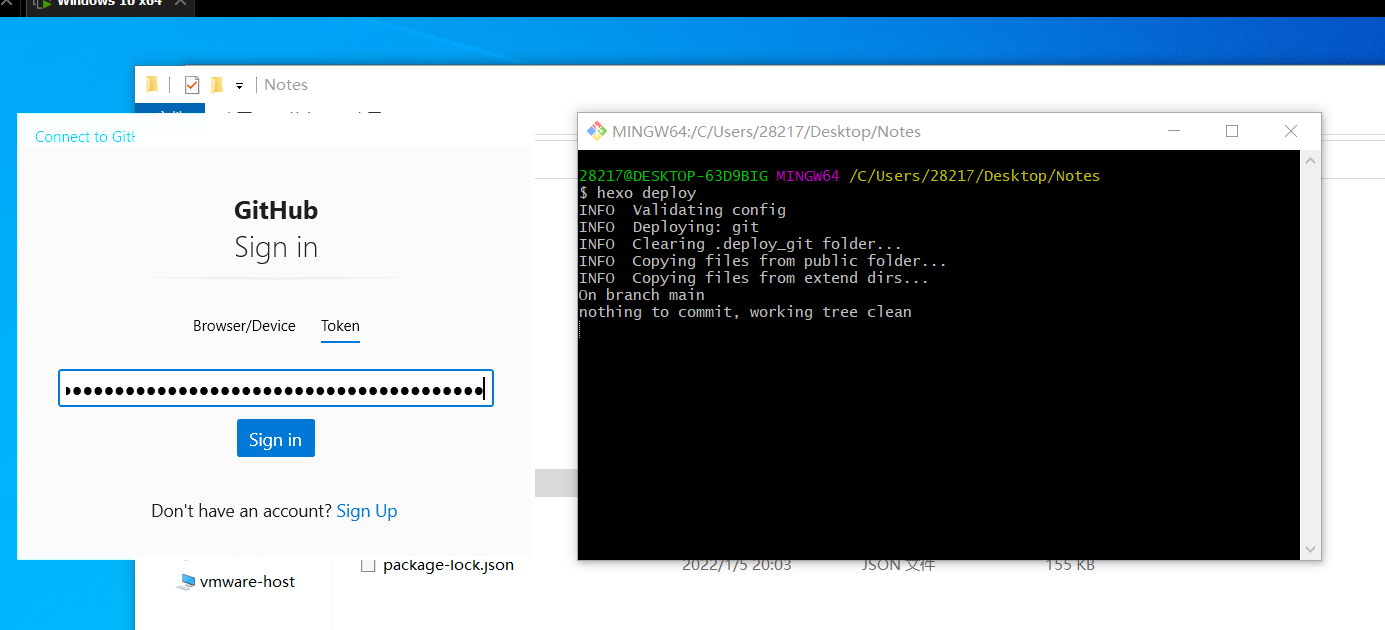 Windows 10 x64
Notes
Connect to GitH
GitHub
Sign in
Browser/Device
Token
Sign in
Don't have an account? Sign Up
MINGW64:/C/Users/28217/Desktop/Notes
28217@DESKTOP-63D9BIG MINGW64 /C/Users/28217/Desktop/Notes
$ hexo deploy
INFO  Validating config
INFO  Deploying: git
INFO  Clearing .deploy_git folder...
INFO  Copying files from public folder...
INFO  Copying files from extend dirs...
On branch main
nothing to commit, working tree clean
package-lock.json 2022/1/5 20:03 JSON 文件 155 KB
vmware-host